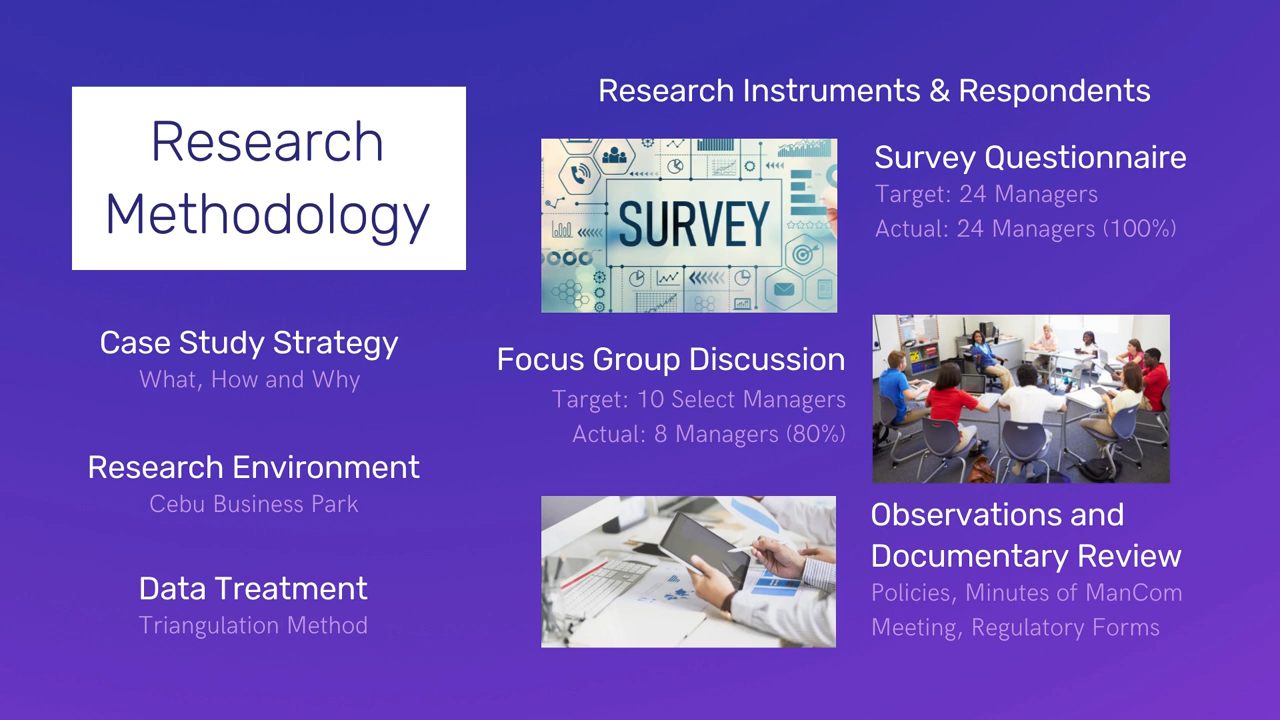 Research
Methodology
Case Study Strategy
What, How and Why
Research Environment
Cebu Business Park
Data Treatment
Triangulation Method
Research Instruments & Respondents
SURVEY
Survey Questionnaire
Target: 24 Managers
Actual: 24 Managers (100%)
Focus Group Discussion
Target: 10 Select Managers
Actual: 8 Managers (80%)
Observations and
Documentary Review
Policies, Minutes of ManCom
Meeting, Regulatory Forms